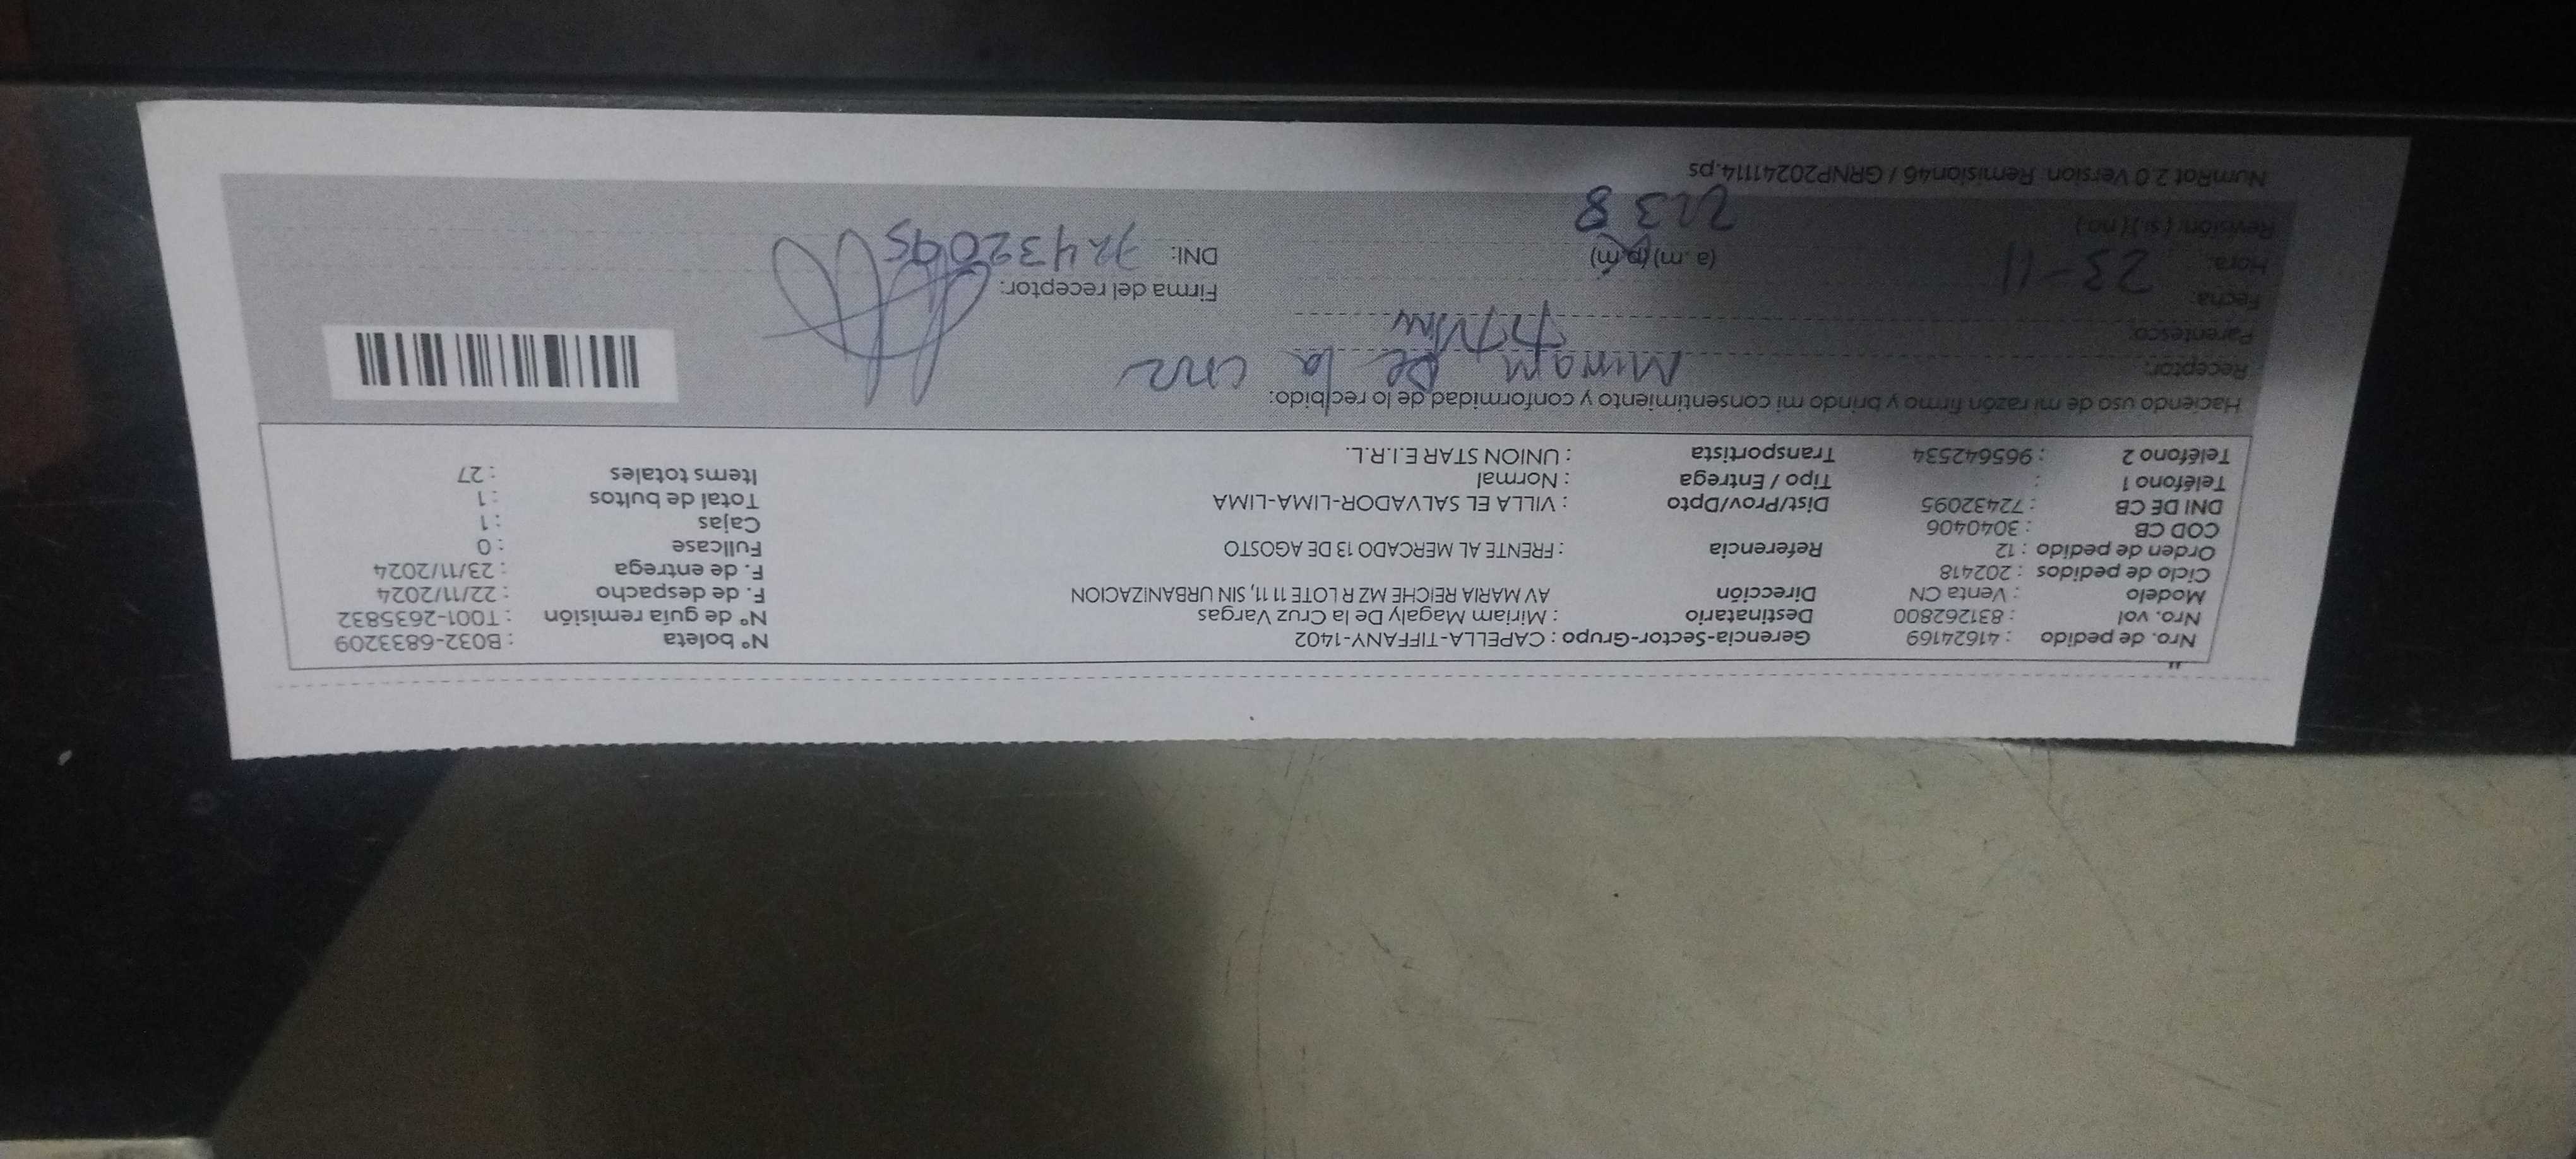 Nro. de pedido : 41624169 Gerencia-Sector-Grupo : CAPELLA-TIFFANY-1402 N° boleta : B032-6833209
Nro. vol : 831262800 Destinatario : Miriam Magaly De la Cruz Vargas N° de guía remisión : T001-2635832
Modelo : Venta CN Dirección AV MARIA REICHE MZ R LOTE 11 11, SIN URBANIZACION F. de despacho : 22/11/2024
Ciclo de pedidos : 202418 F. de entrega : 23/11/2024
Orden de pedido : 12 Referencia : FRENTE AL MERCADO 13 DE AGOSTO Fullcase : 0
COD CB : 3040406 Cajas : 1
DNI DE CB : 72432095 Dist/Prov/Dpto : VILLA EL SALVADOR-LIMA-LIMA Total de bultos : 1
Teléfono 1 : Tipo / Entrega : Normal Items totales : 27
Teléfono 2 : 965642534 Transportista : UNION STAR E.I.R.L.
Haciendo uso de mi razón firmo y brindo mi consentimiento y conformidad de lo recibido:
Receptor: Miriam De la Cruz
Parentesco:
Fecha: 23-11 Firma del receptor:
Hora: (a.m) (p.m) DNI: 72432095
Revisión: ( si ) ( no )
NumRot 2.0 Version: Remision46 / GRNP20241114.ps